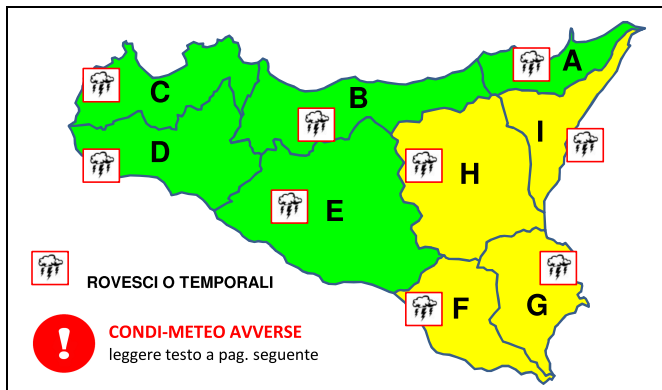 A
C
B
I
D
H
E
F
G
ROVESCI O TEMPORALI
!
CONDI-METEO AVVERSE
leggere testo a pag. seguente